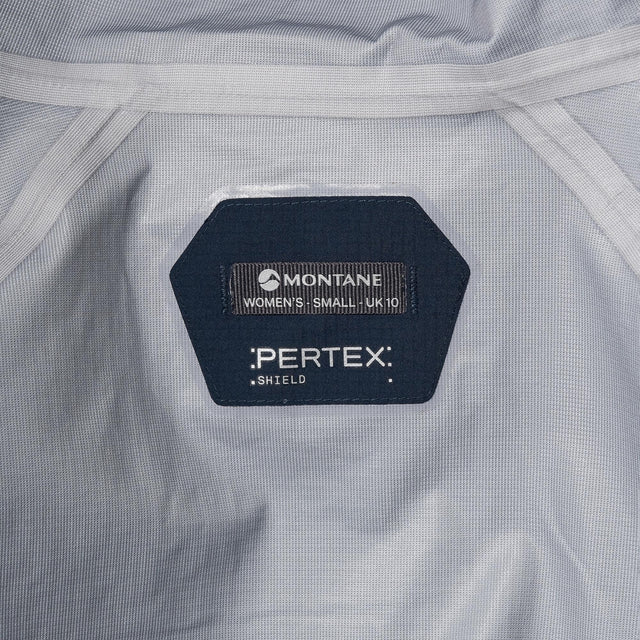 MONTANE
WOMEN'S - SMALL - UK 10
PERTEX
SHIELD